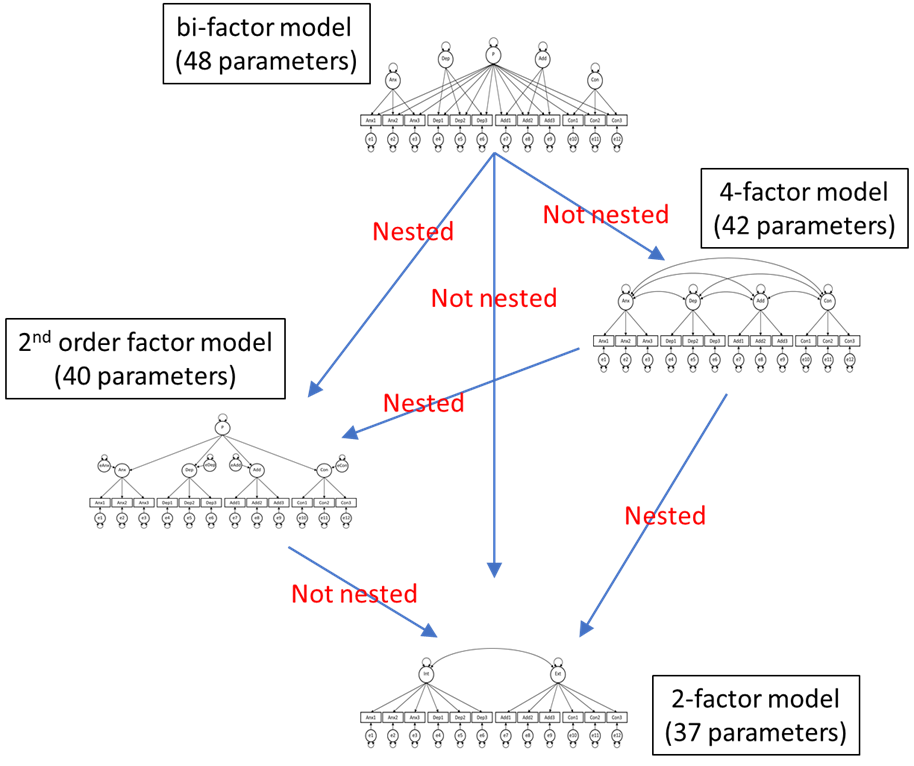 bi-factor model
(48 parameters)
P
Dep
Add
Anx
Con
Anx1 Anx2 Anx3 Dep1 Dep2 Dep3 Add1 Add2 Add3 Con1 Con2 Con3
e1 e2 e3 e4 e5 e6 e7 e8 e9 e10 e11 e12
4-factor model
(42 parameters)
Nested
Not nested
Not nested
Anx Dep Add Con
Anx1 Anx2 Anx3 Dep1 Dep2 Dep3 Add1 Add2 Add3 Con1 Con2 Con3
e1 e2 e3 e4 e5 e6 e7 e8 e9 e10 e11 e12
2nd order factor model
(40 parameters)
Nested
P
eAnx Anx Dep eDep eAdd Add Con eCon
Anx1 Anx2 Anx3 Dep1 Dep2 Dep3 Add1 Add2 Add3 Con1 Con2 Con3
e1 e2 e3 e4 e5 e6 e7 e8 e9 e10 e11 e12
Nested
Not nested
Int Ext
Anx1 Anx2 Anx3 Dep1 Dep2 Dep3 Add1 Add2 Add3 Con1 Con2 Con3
e1 e2 e3 e4 e5 e6 e7 e8 e9 e10 e11 e12
2-factor model
(37 parameters)